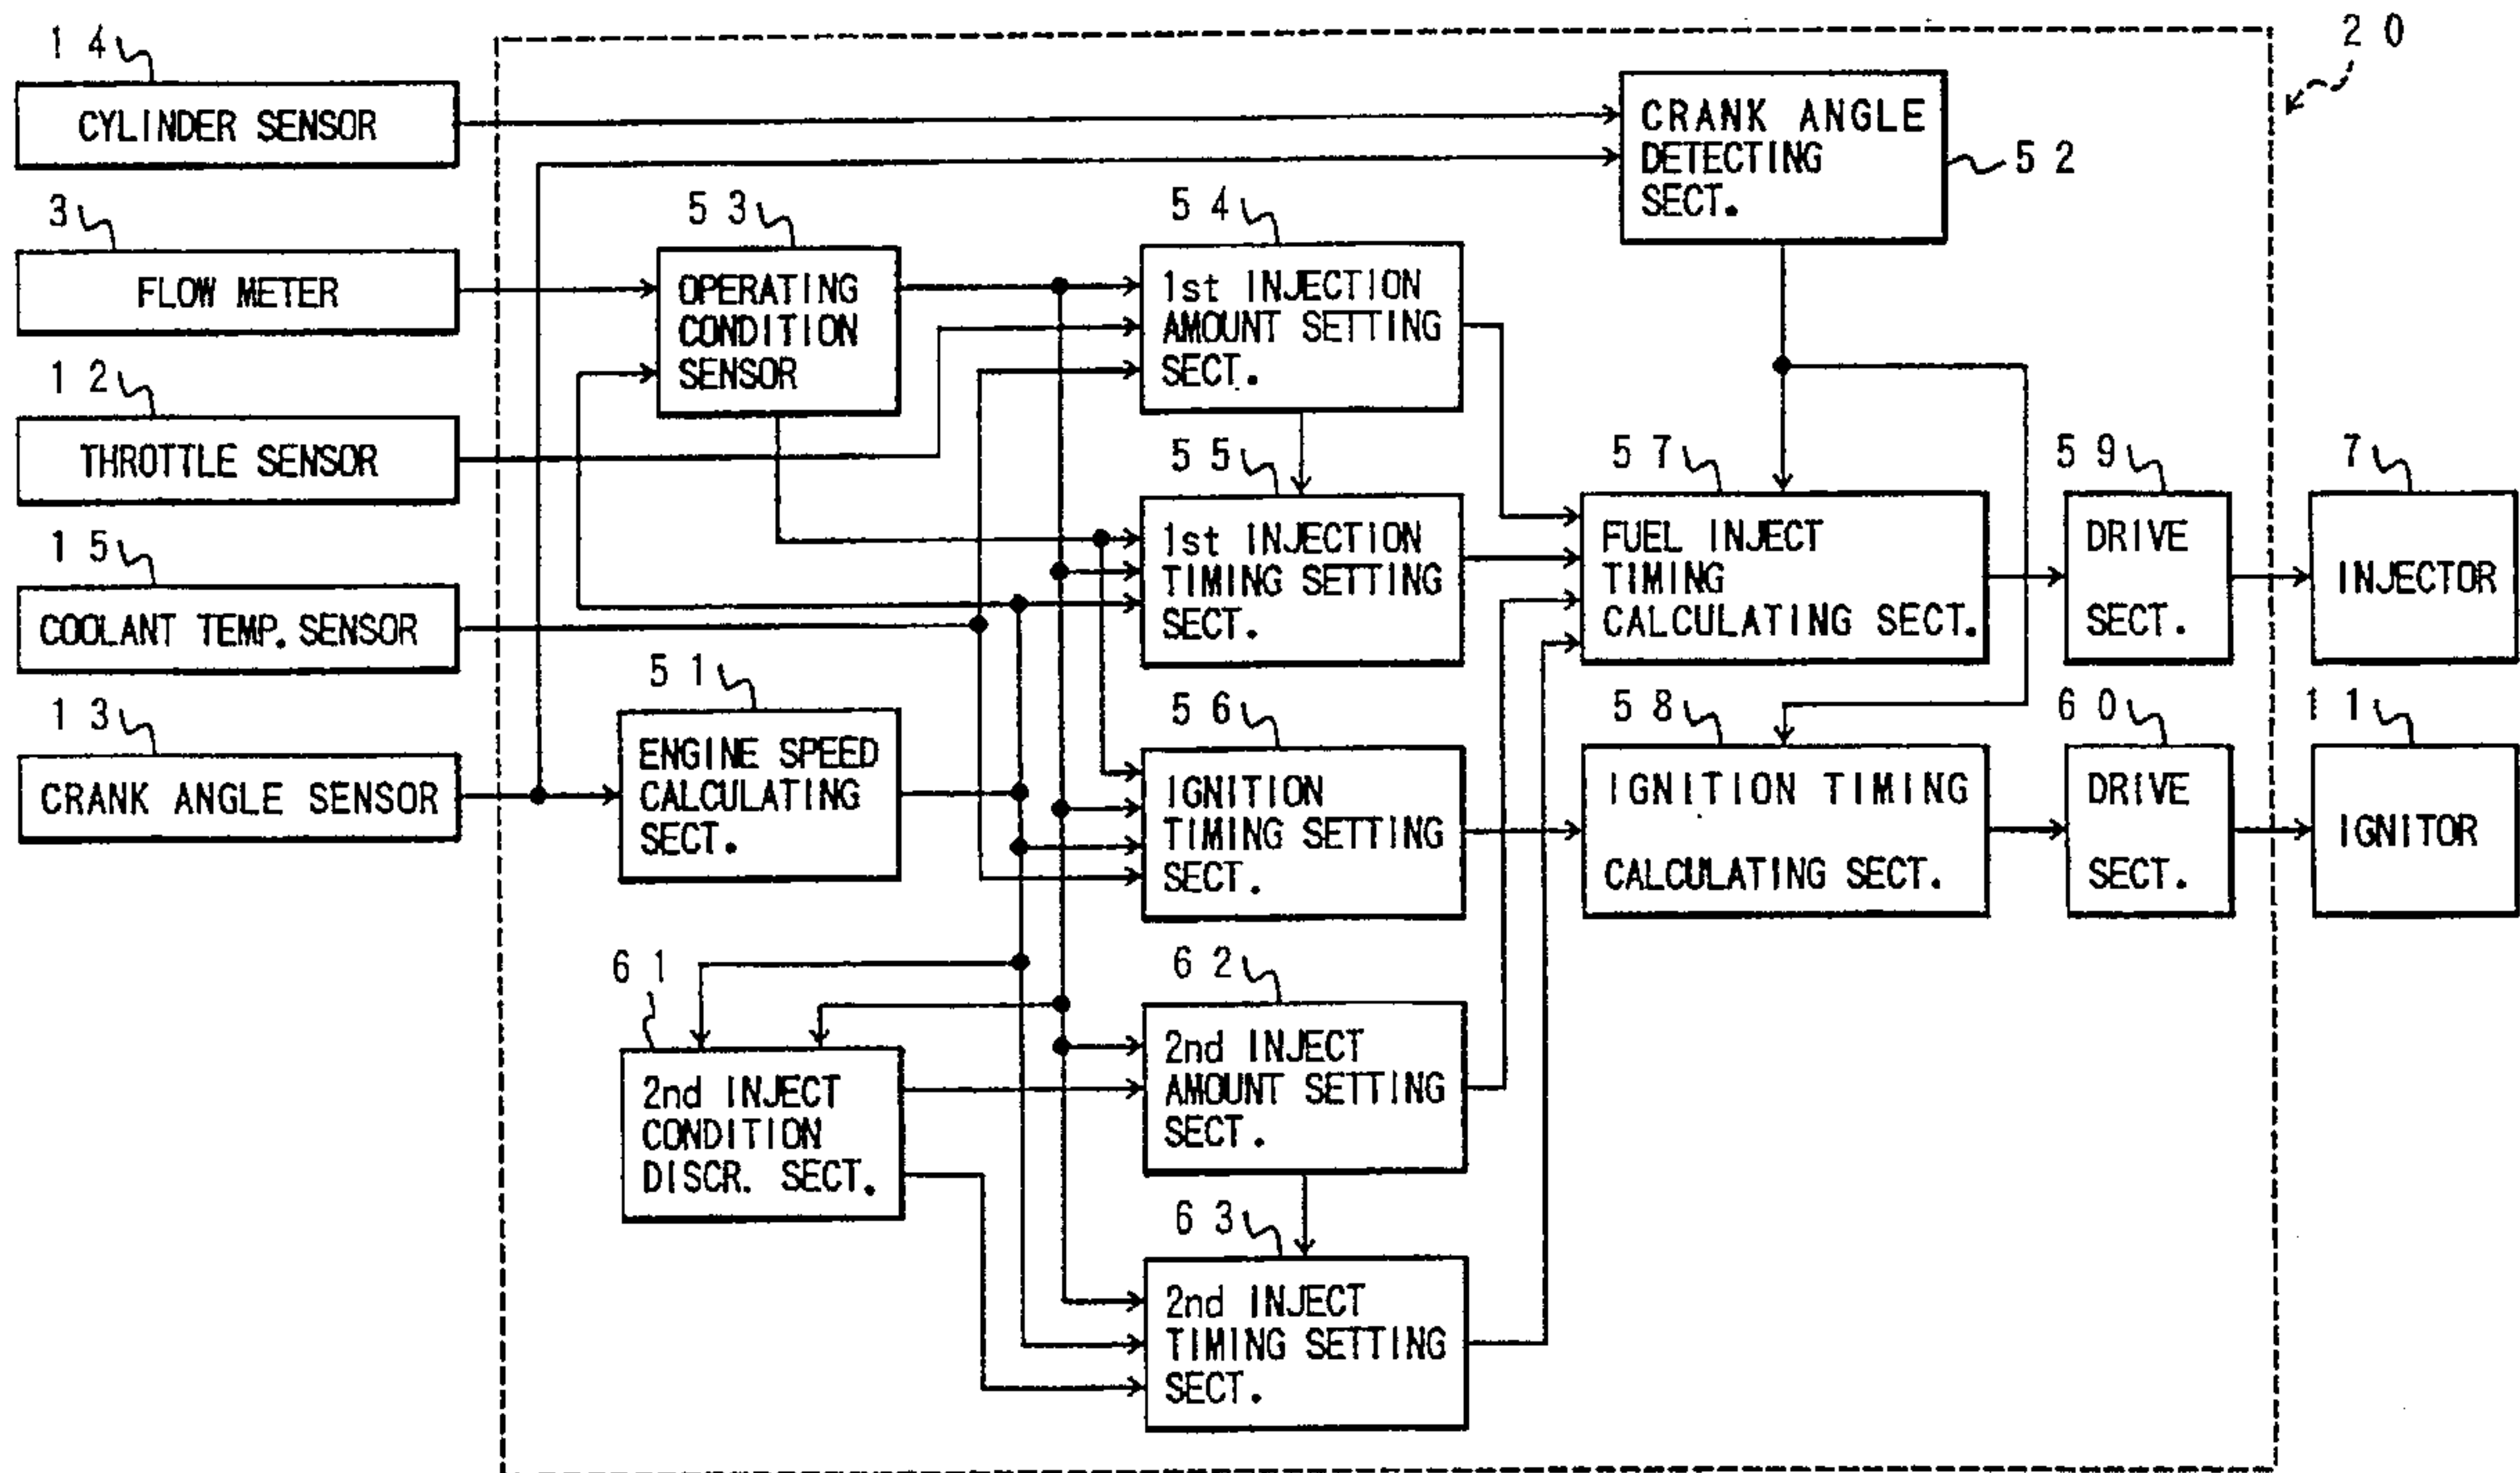 14
CYLINDER SENSOR
3
FLOW METER
12
THROTTLE SENSOR
15
COOLANT TEMP. SENSOR
13
CRANK ANGLE SENSOR
20
CRANK ANGLE
DETECTING
SECT.
52
53
OPERATING
CONDITION
SENSOR
54
1st INJECTION
AMOUNT SETTING
SECT.
55
1st INJECTION
TIMING SETTING
SECT.
51
ENGINE SPEED
CALCULATING
SECT.
56
IGNITION
TIMING SETTING
SECT.
57
FUEL INJECT
TIMING
CALCULATING SECT.
59
DRIVE
SECT.
7
INJECTOR
58
IGNITION TIMING
CALCULATING SECT.
60
DRIVE
SECT.
11
IGNITOR
61
2nd INJECT
CONDITION
DISCR. SECT.
62
2nd INJECT
AMOUNT SETTING
SECT.
63
2nd INJECT
TIMING SETTING
SECT.